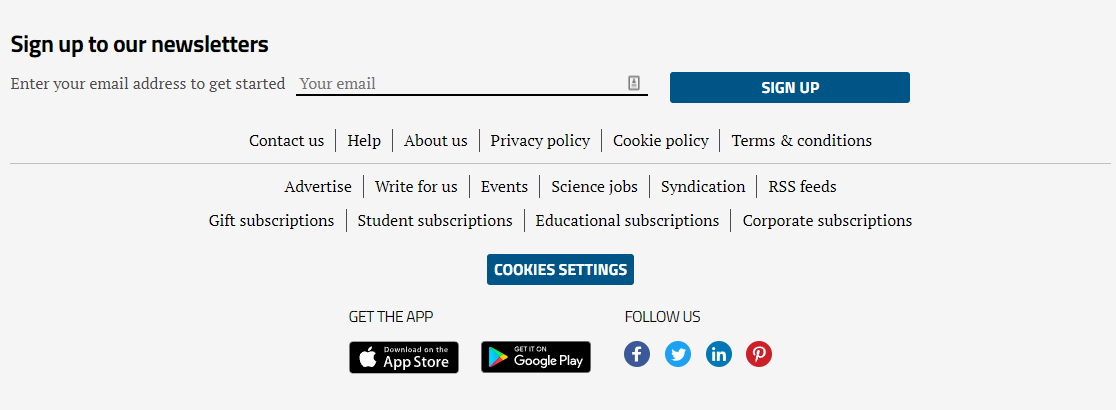 Sign up to our newsletters
Enter your email address to get started Your email SIGN UP
Contact us Help About us Privacy policy Cookie policy Terms & conditions
Advertise Write for us Events Science jobs Syndication RSS feeds
Gift subscriptions Student subscriptions Educational subscriptions Corporate subscriptions
COOKIES SETTINGS
GET THE APP FOLLOW US
Download on the App Store
GET IT ON Google Play